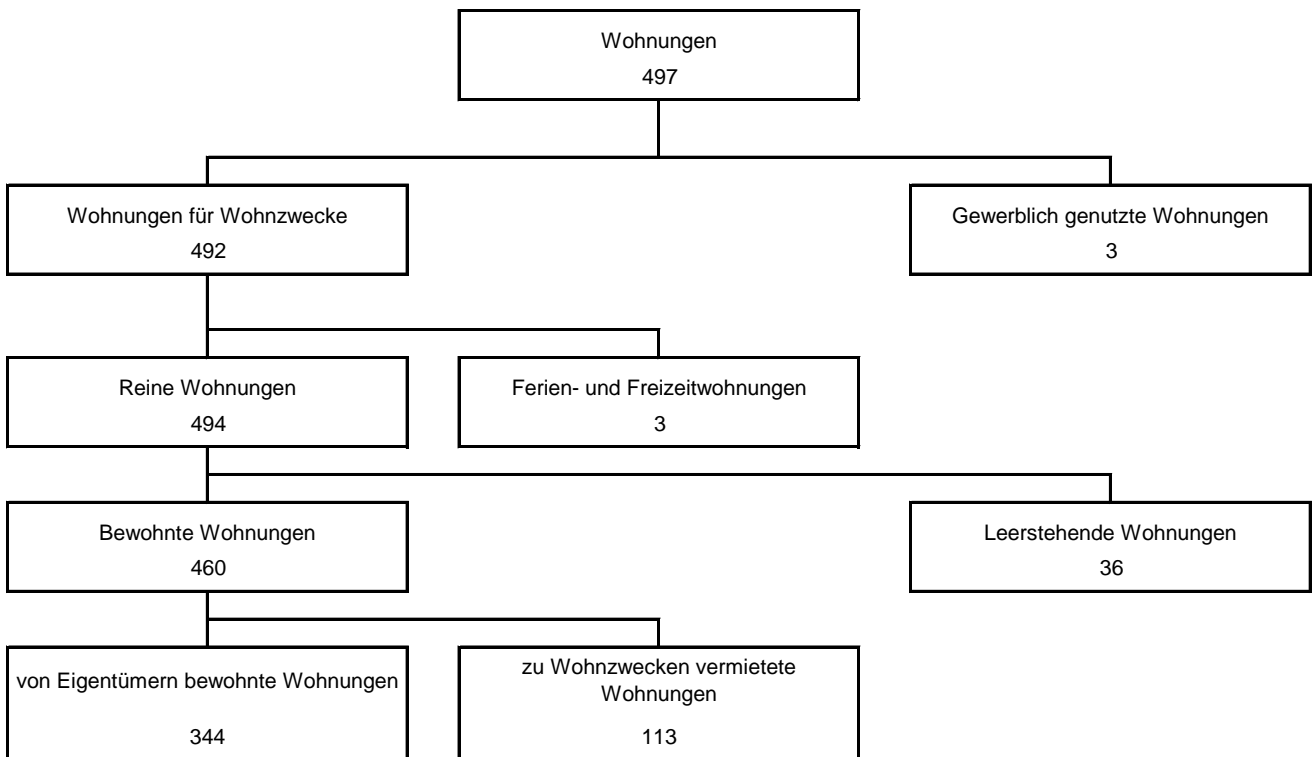 Wohnungen
497
Wohnungen für Wohnzwecke
492
Gewerblich genutzte Wohnungen
3
Reine Wohnungen
494
Ferien- und Freizeitwohnungen
3
Bewohnte Wohnungen
460
Leerstehende Wohnungen
36
von Eigentümern bewohnte Wohnungen
344
zu Wohnzwecken vermietete
Wohnungen
113